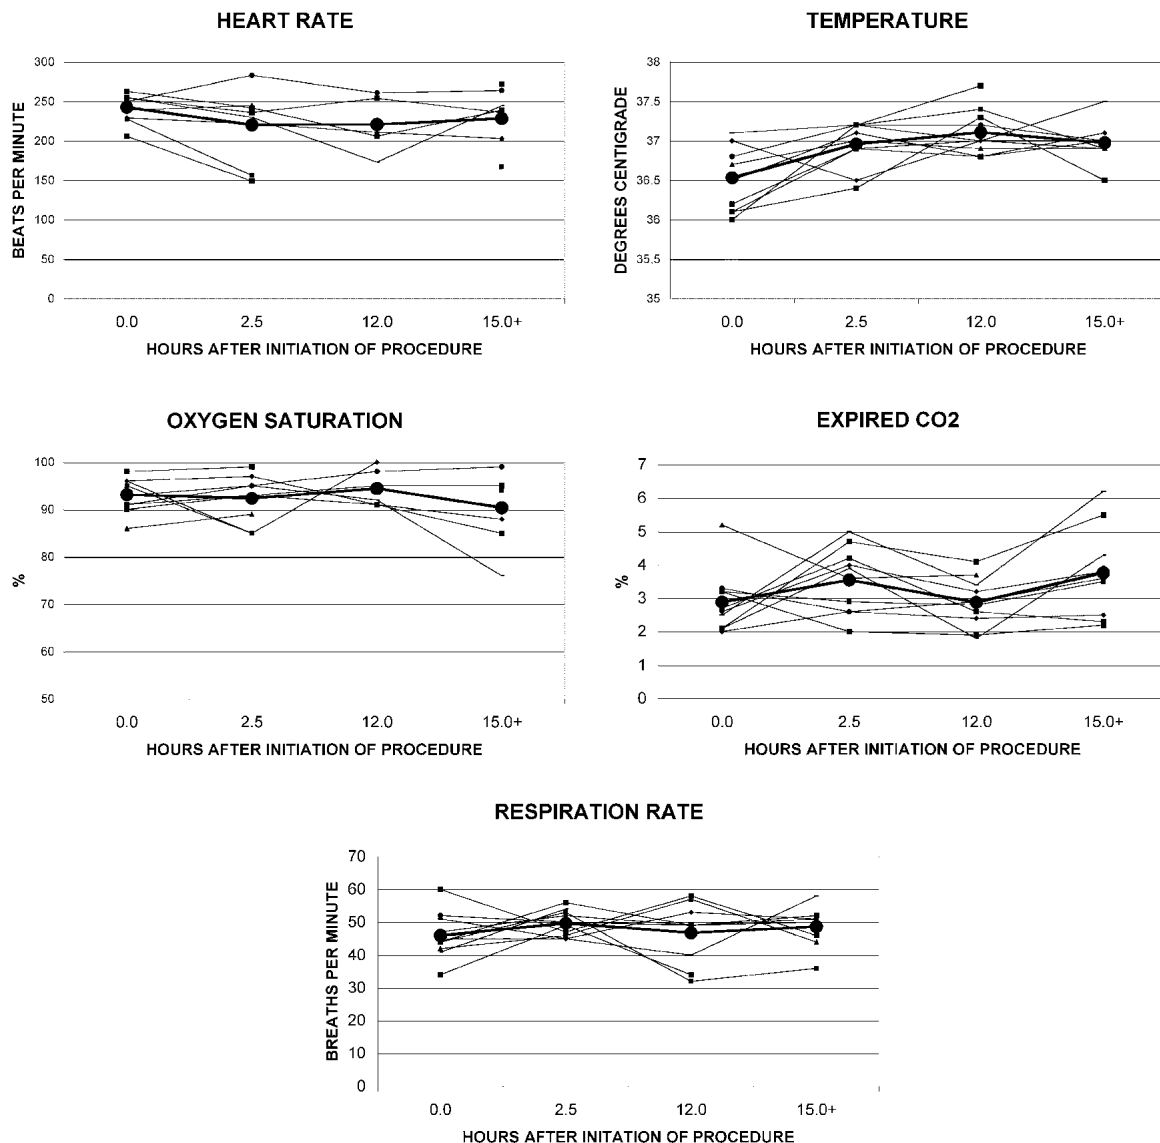 HEART RATE
BEATS PER MINUTE
300
250
200
150
100
50
0
0.0 2.5 12.0 15.0+
HOURS AFTER INITIATION OF PROCEDURE
TEMPERATURE
DEGREES CENTIGRADE
38
37.5
37
36.5
36
35.5
35
0.0 2.5 12.0 15.0+
HOURS AFTER INITIATION OF PROCEDURE
OXYGEN SATURATION
%
100
90
80
70
60
50
0.0 2.5 12.0 15.0+
HOURS AFTER INITIATION OF PROCEDURE
EXPIRED CO2
%
7
6
5
4
3
2
1
0
0.0 2.5 12.0 15.0+
HOURS AFTER INITIATION OF PROCEDURE
RESPIRATION RATE
BREATHS PER MINUTE
70
60
50
40
30
20
10
0
0.0 2.5 12.0 15.0+
HOURS AFTER INITATION OF PROCEDURE